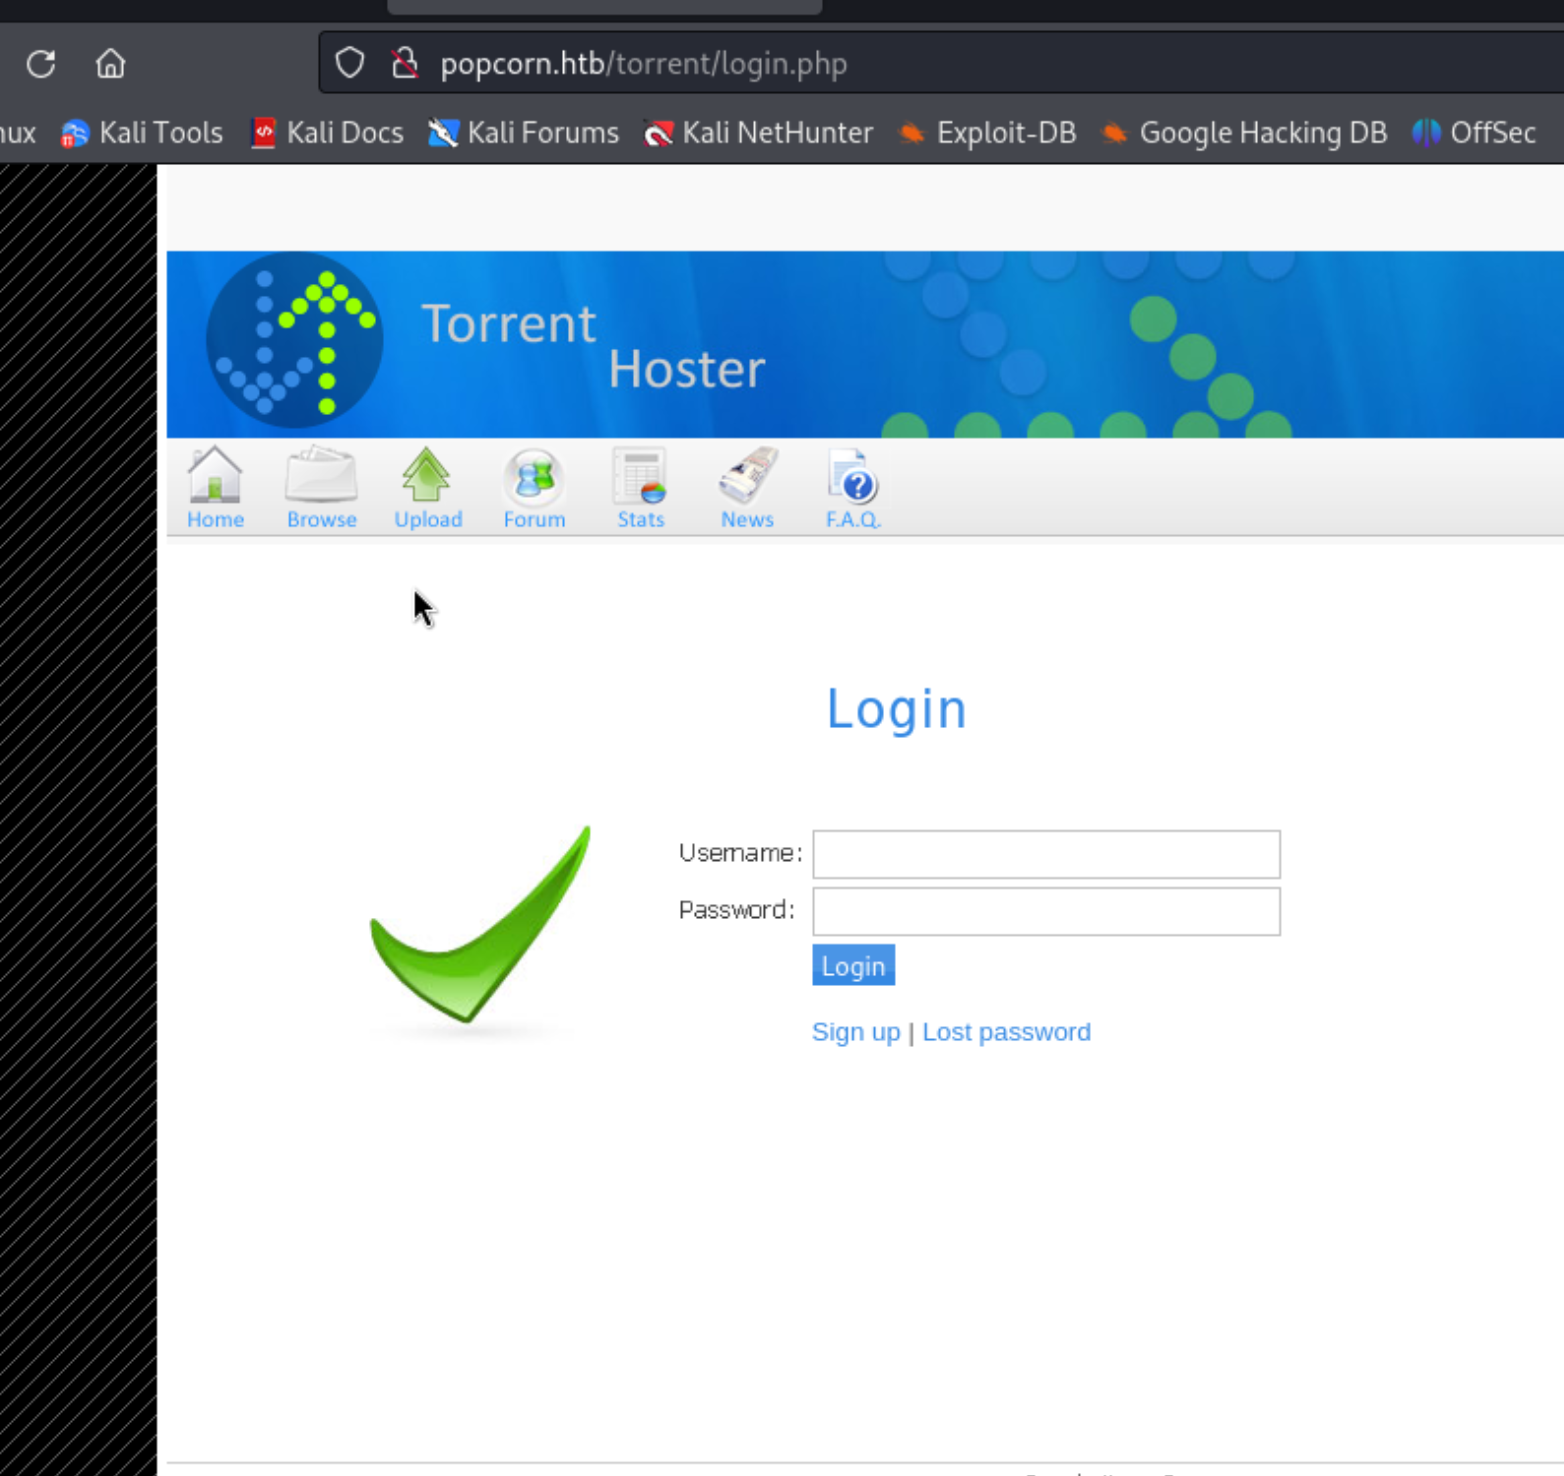 popcorn.htb/torrent/login.php
nux Kali Tools Kali Docs Kali Forums Kali NetHunter Exploit-DB Google Hacking DB OffSec
Torrent
Hoster
Home Browse Upload Forum Stats News F.A.Q.
Login
Username:
Password:
Login
Sign up | Lost password